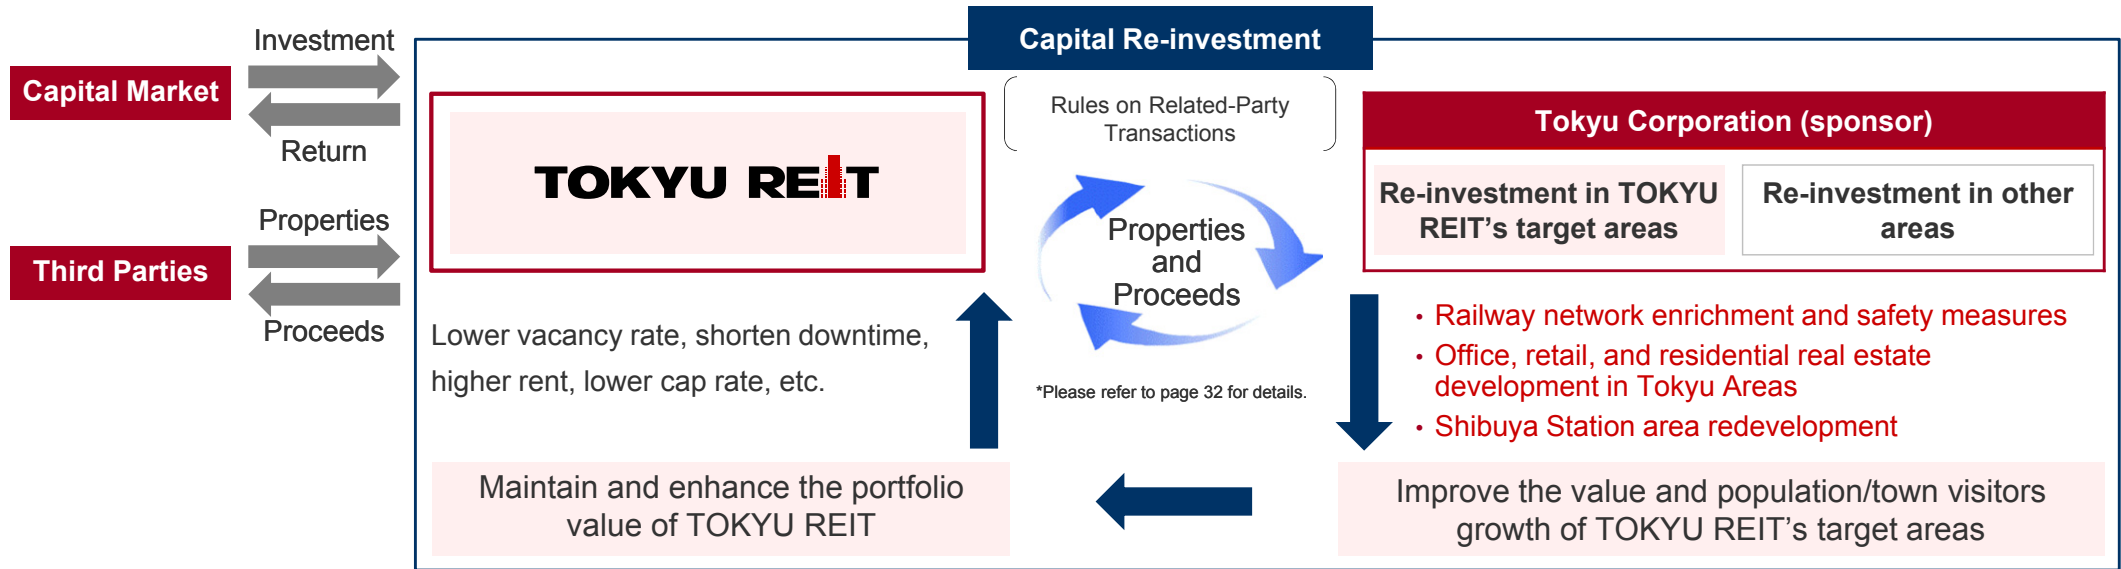 Capital Re-investment
Capital Market
Investment
Return
Third Parties
Properties
Proceeds
TOKYU REIT
Rules on Related-Party
Transactions
Properties
and
Proceeds
*Please refer to page 32 for details.
Tokyu Corporation (sponsor)
Re-investment in TOKYU
REIT’s target areas
Re-investment in other
areas
• Railway network enrichment and safety measures
• Office, retail, and residential real estate
development in Tokyu Areas
• Shibuya Station area redevelopment
Improve the value and population/town visitors
growth of TOKYU REIT’s target areas
Maintain and enhance the portfolio
value of TOKYU REIT
Lower vacancy rate, shorten downtime,
higher rent, lower cap rate, etc.